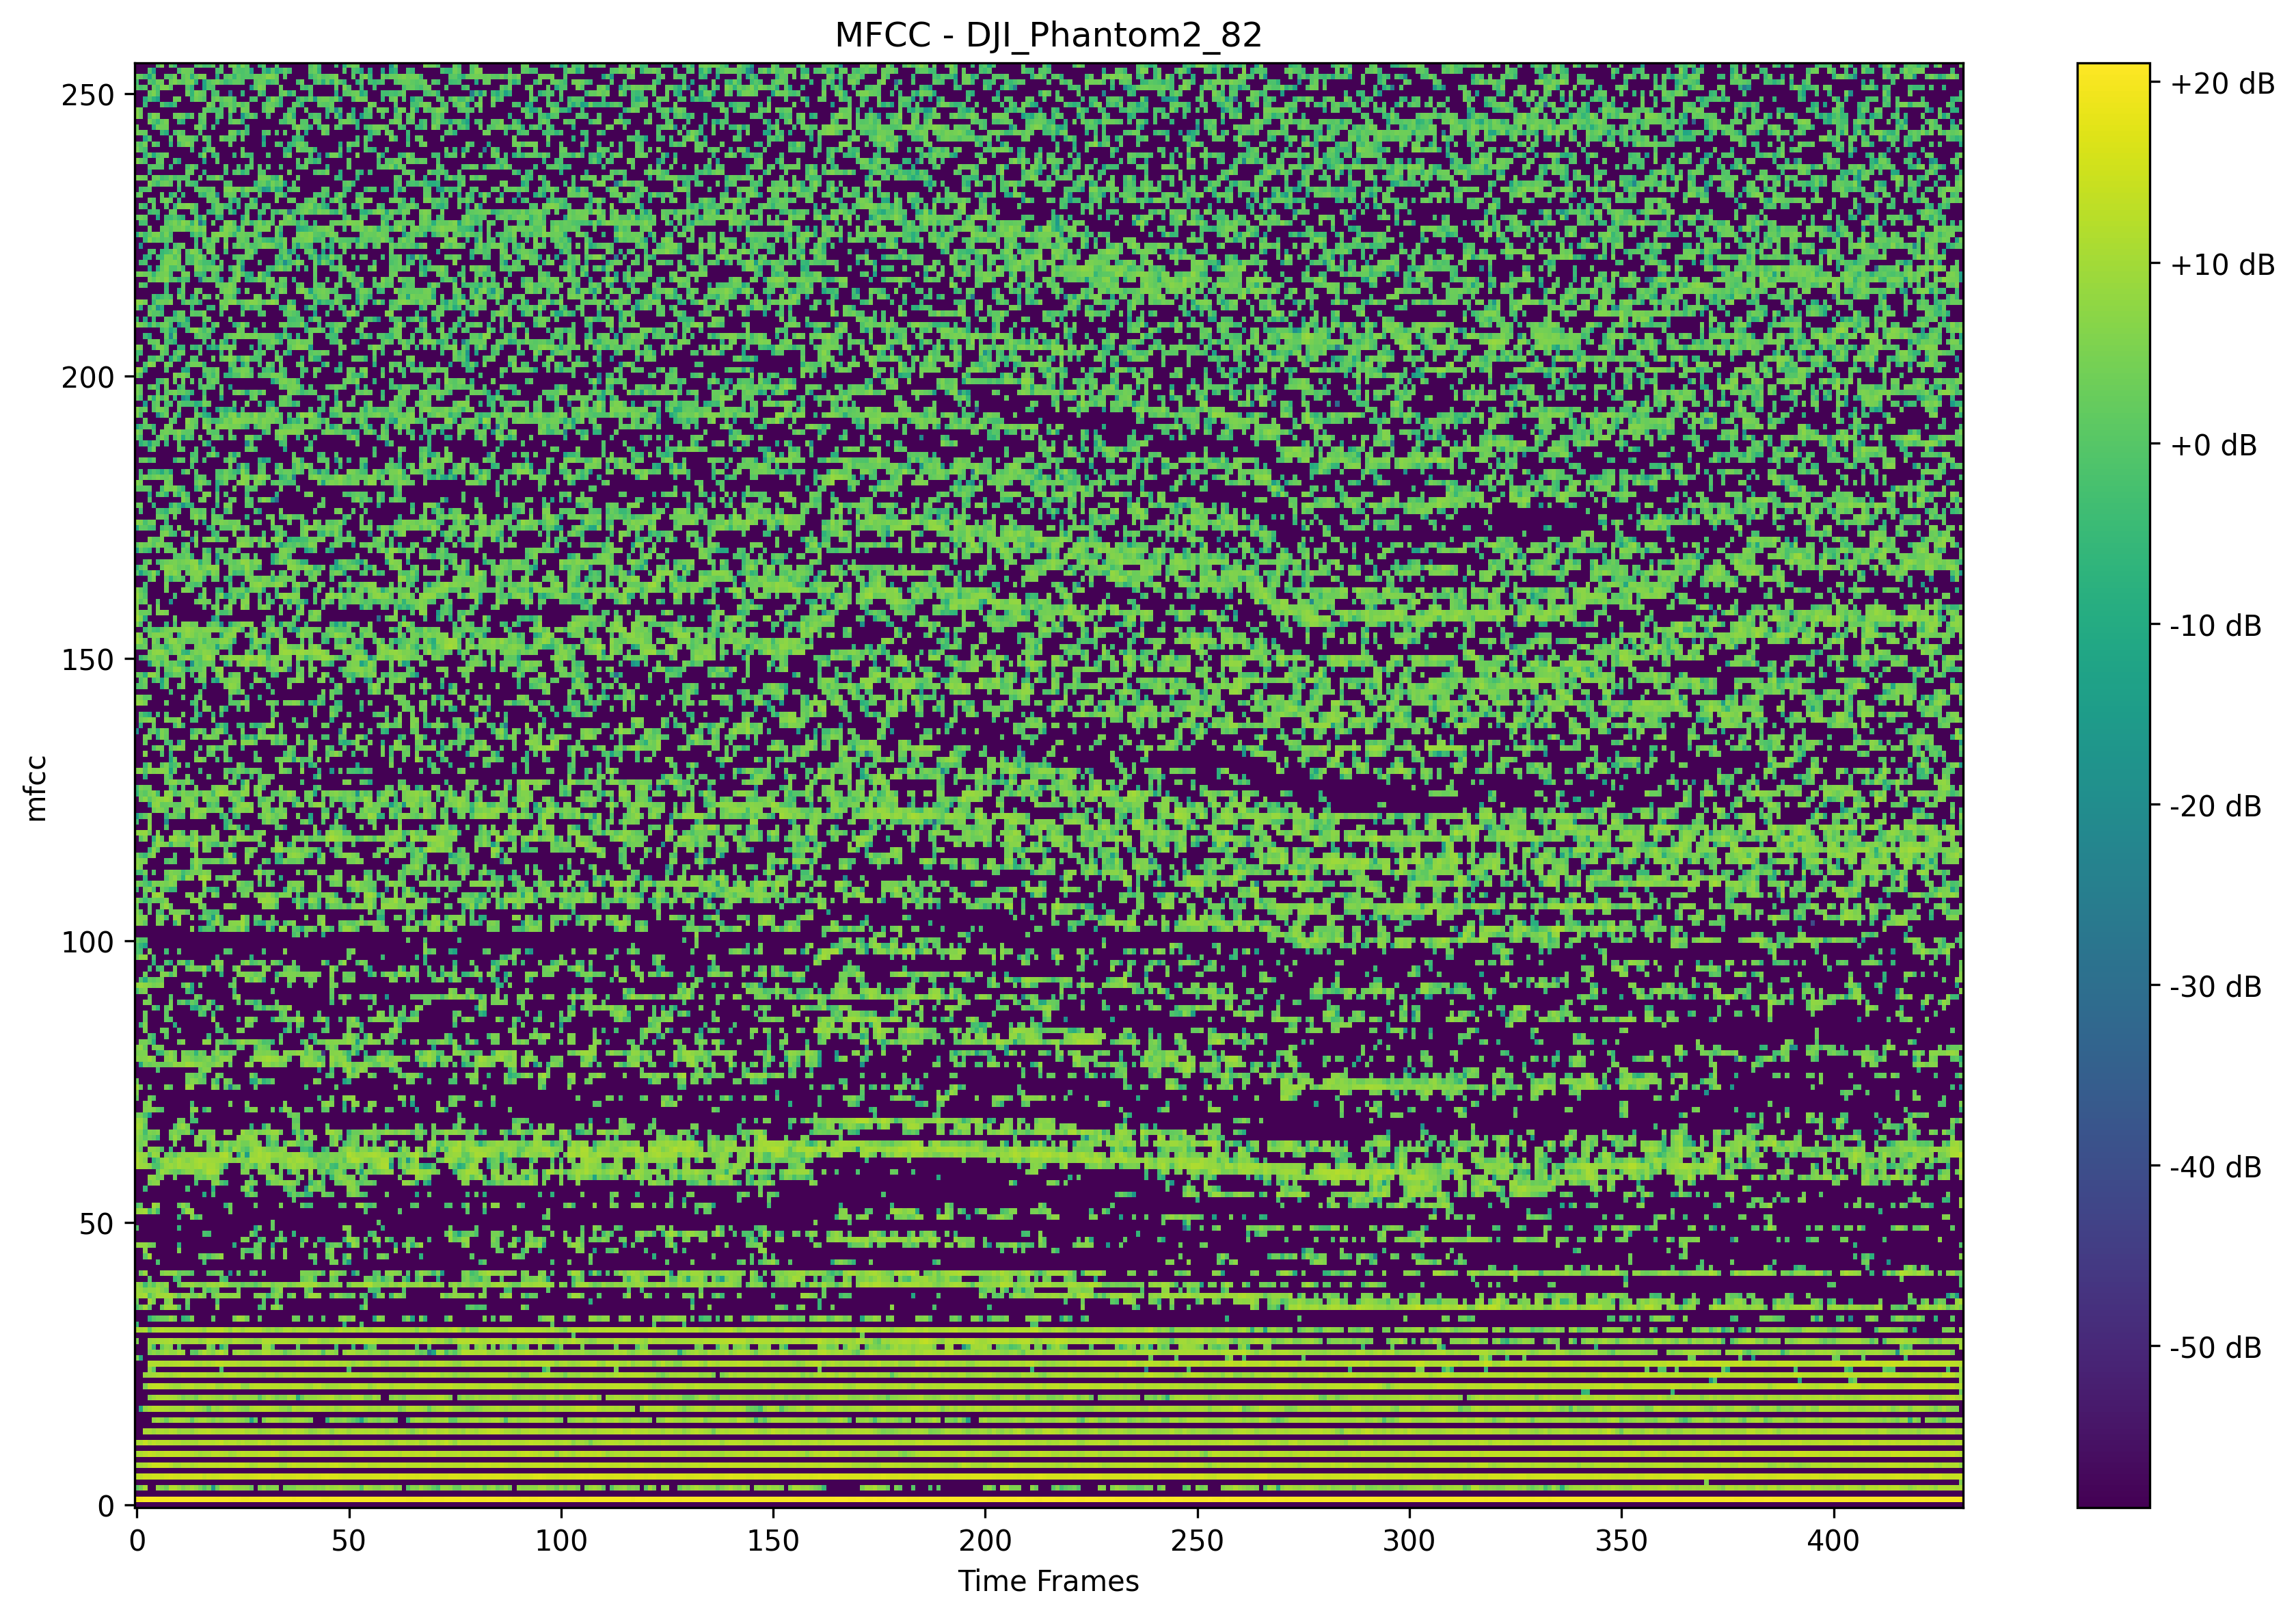 MFCC - DJI_Phantom2_82
250
200
150
100
50
0
mfcc
0 50 100 150 200 250 300 350 400
Time Frames
+20 dB
+10 dB
+0 dB
-10 dB
-20 dB
-30 dB
-40 dB
-50 dB